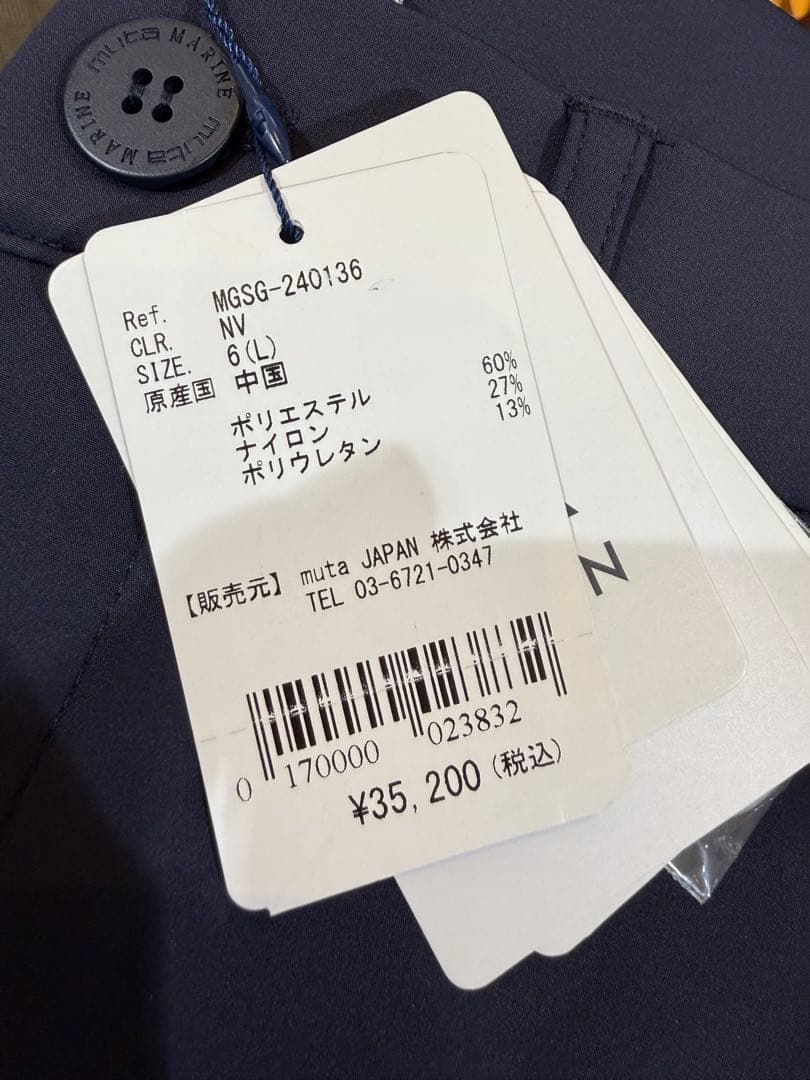 muta MARINE muta MARINE
Ref. MGSG-240136
CLR. NV
SIZE. 6(L)
原産国 中国
ポリエステル 60%
ナイロン 27%
ポリウレタン 13%
【販売元】 muta JAPAN 株式会社
TEL 03-6721-0347
0 170000 023832
¥35,200(税込)
N